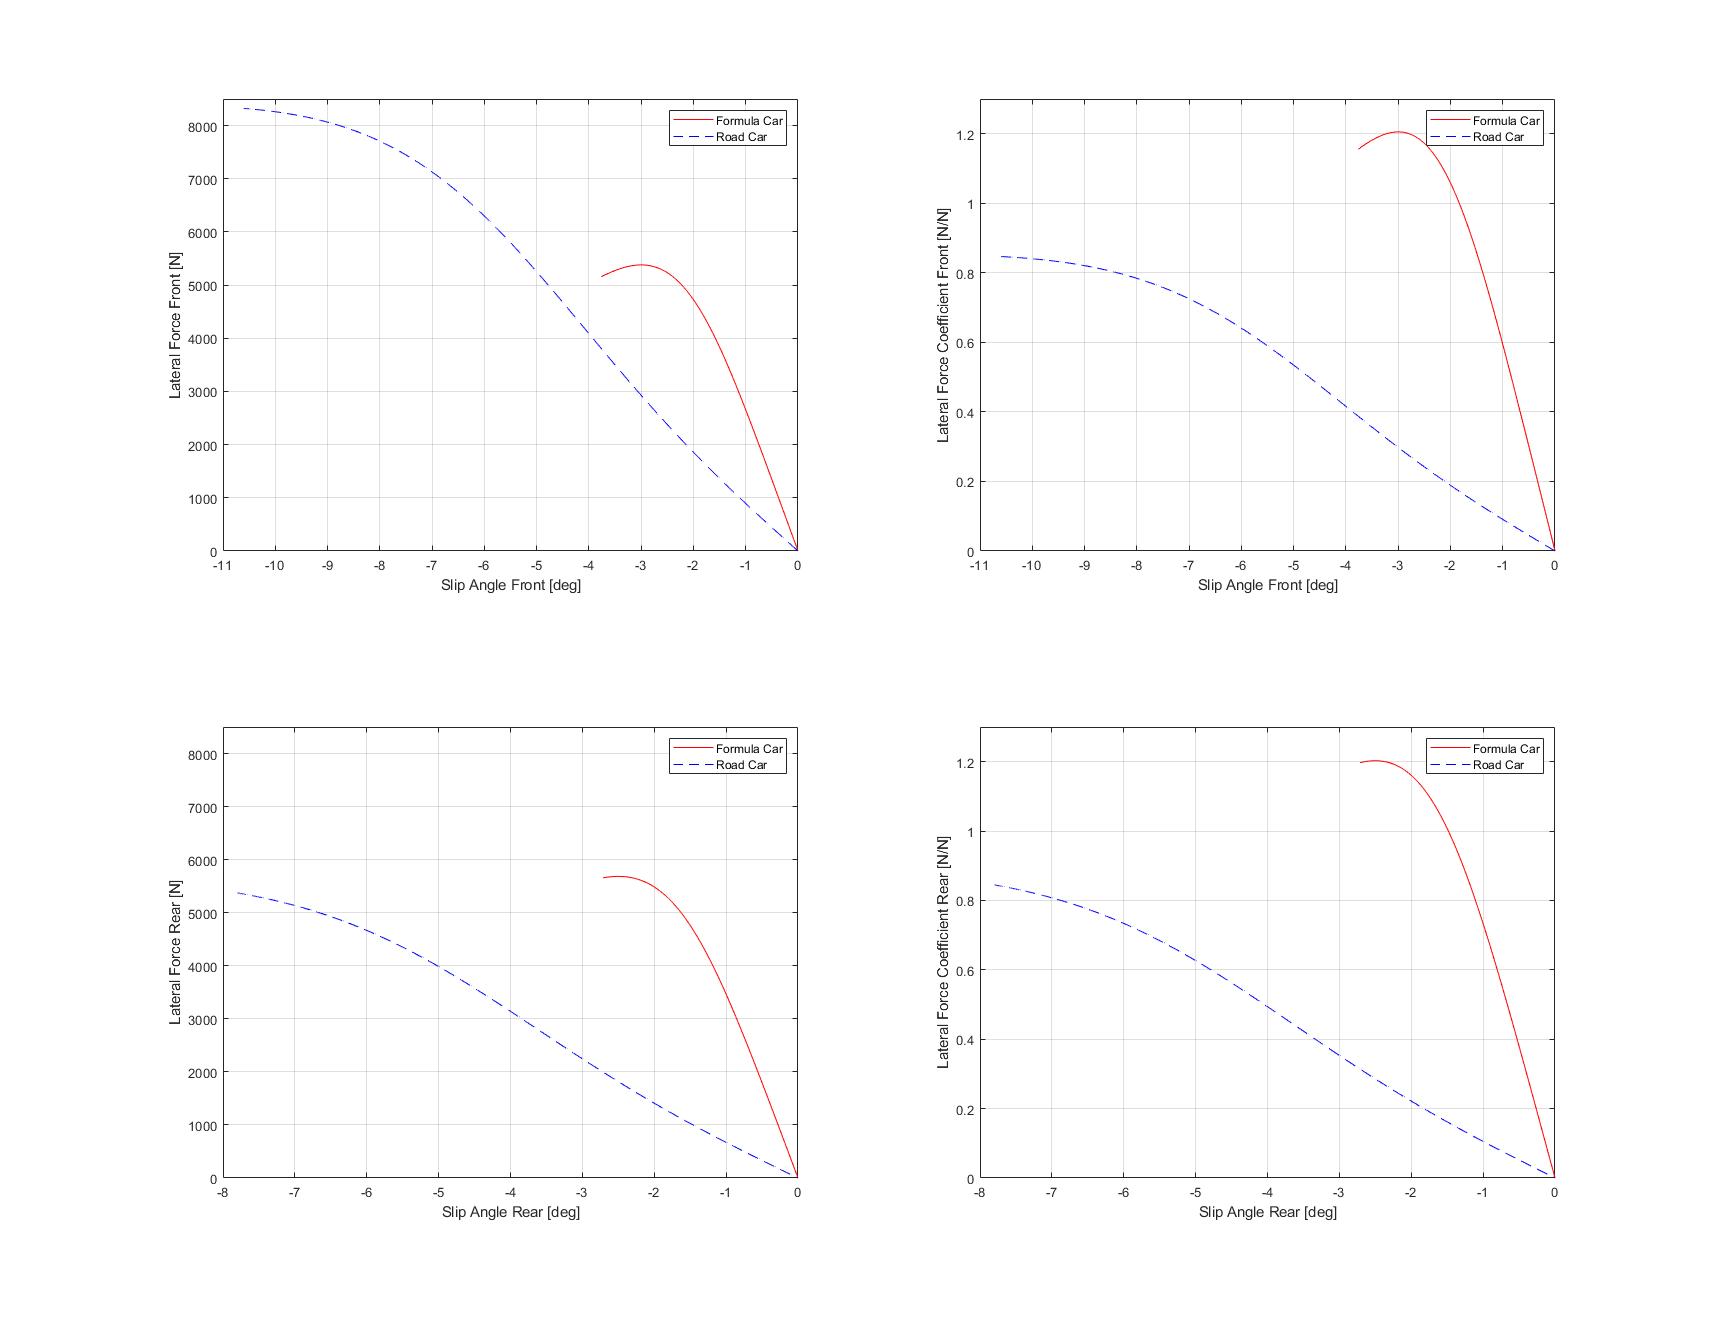 Formula Car
Road Car
8000
7000
6000
5000
4000
3000
2000
1000
0
Lateral Force Front [N]
-11 -10 -9 -8 -7 -6 -5 -4 -3 -2 -1 0
Slip Angle Front [deg]
Formula Car
Road Car
1.2
1
0.8
0.6
0.4
0.2
0
Lateral Force Coefficient Front [N/N]
-11 -10 -9 -8 -7 -6 -5 -4 -3 -2 -1 0
Slip Angle Front [deg]
Formula Car
Road Car
8000
7000
6000
5000
4000
3000
2000
1000
0
Lateral Force Rear [N]
-8 -7 -6 -5 -4 -3 -2 -1 0
Slip Angle Rear [deg]
Formula Car
Road Car
1.2
1
0.8
0.6
0.4
0.2
0
Lateral Force Coefficient Rear [N/N]
-8 -7 -6 -5 -4 -3 -2 -1 0
Slip Angle Rear [deg]